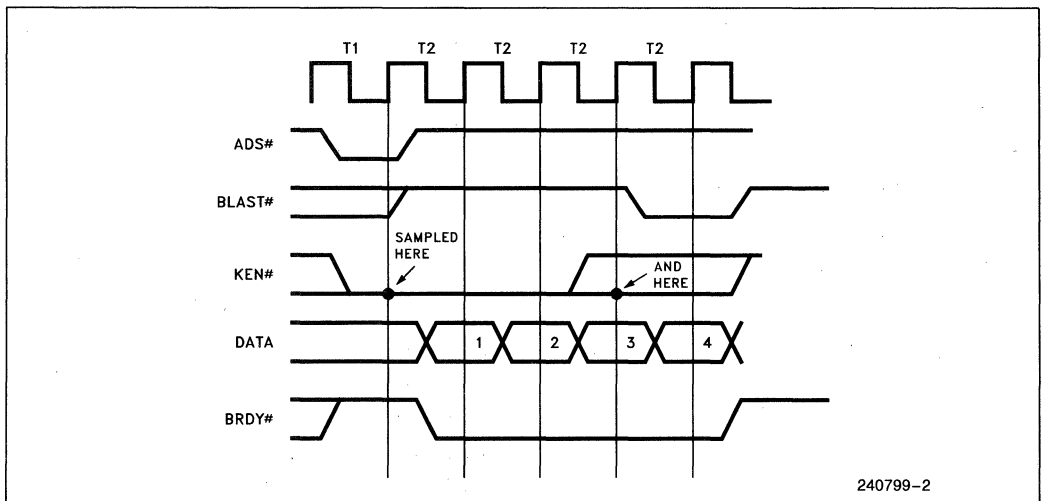 T1 T2 T2 T2 T2
ADS#
BLAST#
SAMPLED
HERE
KEN#
AND
HERE
DATA 1 2 3 4
BRDY#
240799-2